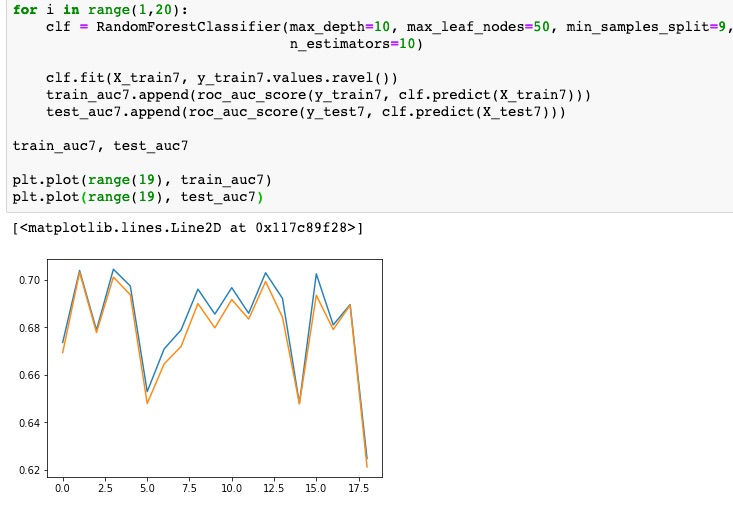 for i in range(1,20):
    clf = RandomForestClassifier(max_depth=10, max_leaf_nodes=50, min_samples_split=9,
                                 n_estimators=10)
    clf.fit(X_train7, y_train7.values.ravel())
    train_auc7.append(roc_auc_score(y_train7, clf.predict(X_train7)))
    test_auc7.append(roc_auc_score(y_test7, clf.predict(X_test7)))
train_auc7, test_auc7
plt.plot(range(19), train_auc7)
plt.plot(range(19), test_auc7)
[<matplotlib.lines.Line2D at 0x117c89f28>]
0.70
0.68
0.66
0.64
0.62
0.0 2.5 5.0 7.5 10.0 12.5 15.0 17.5